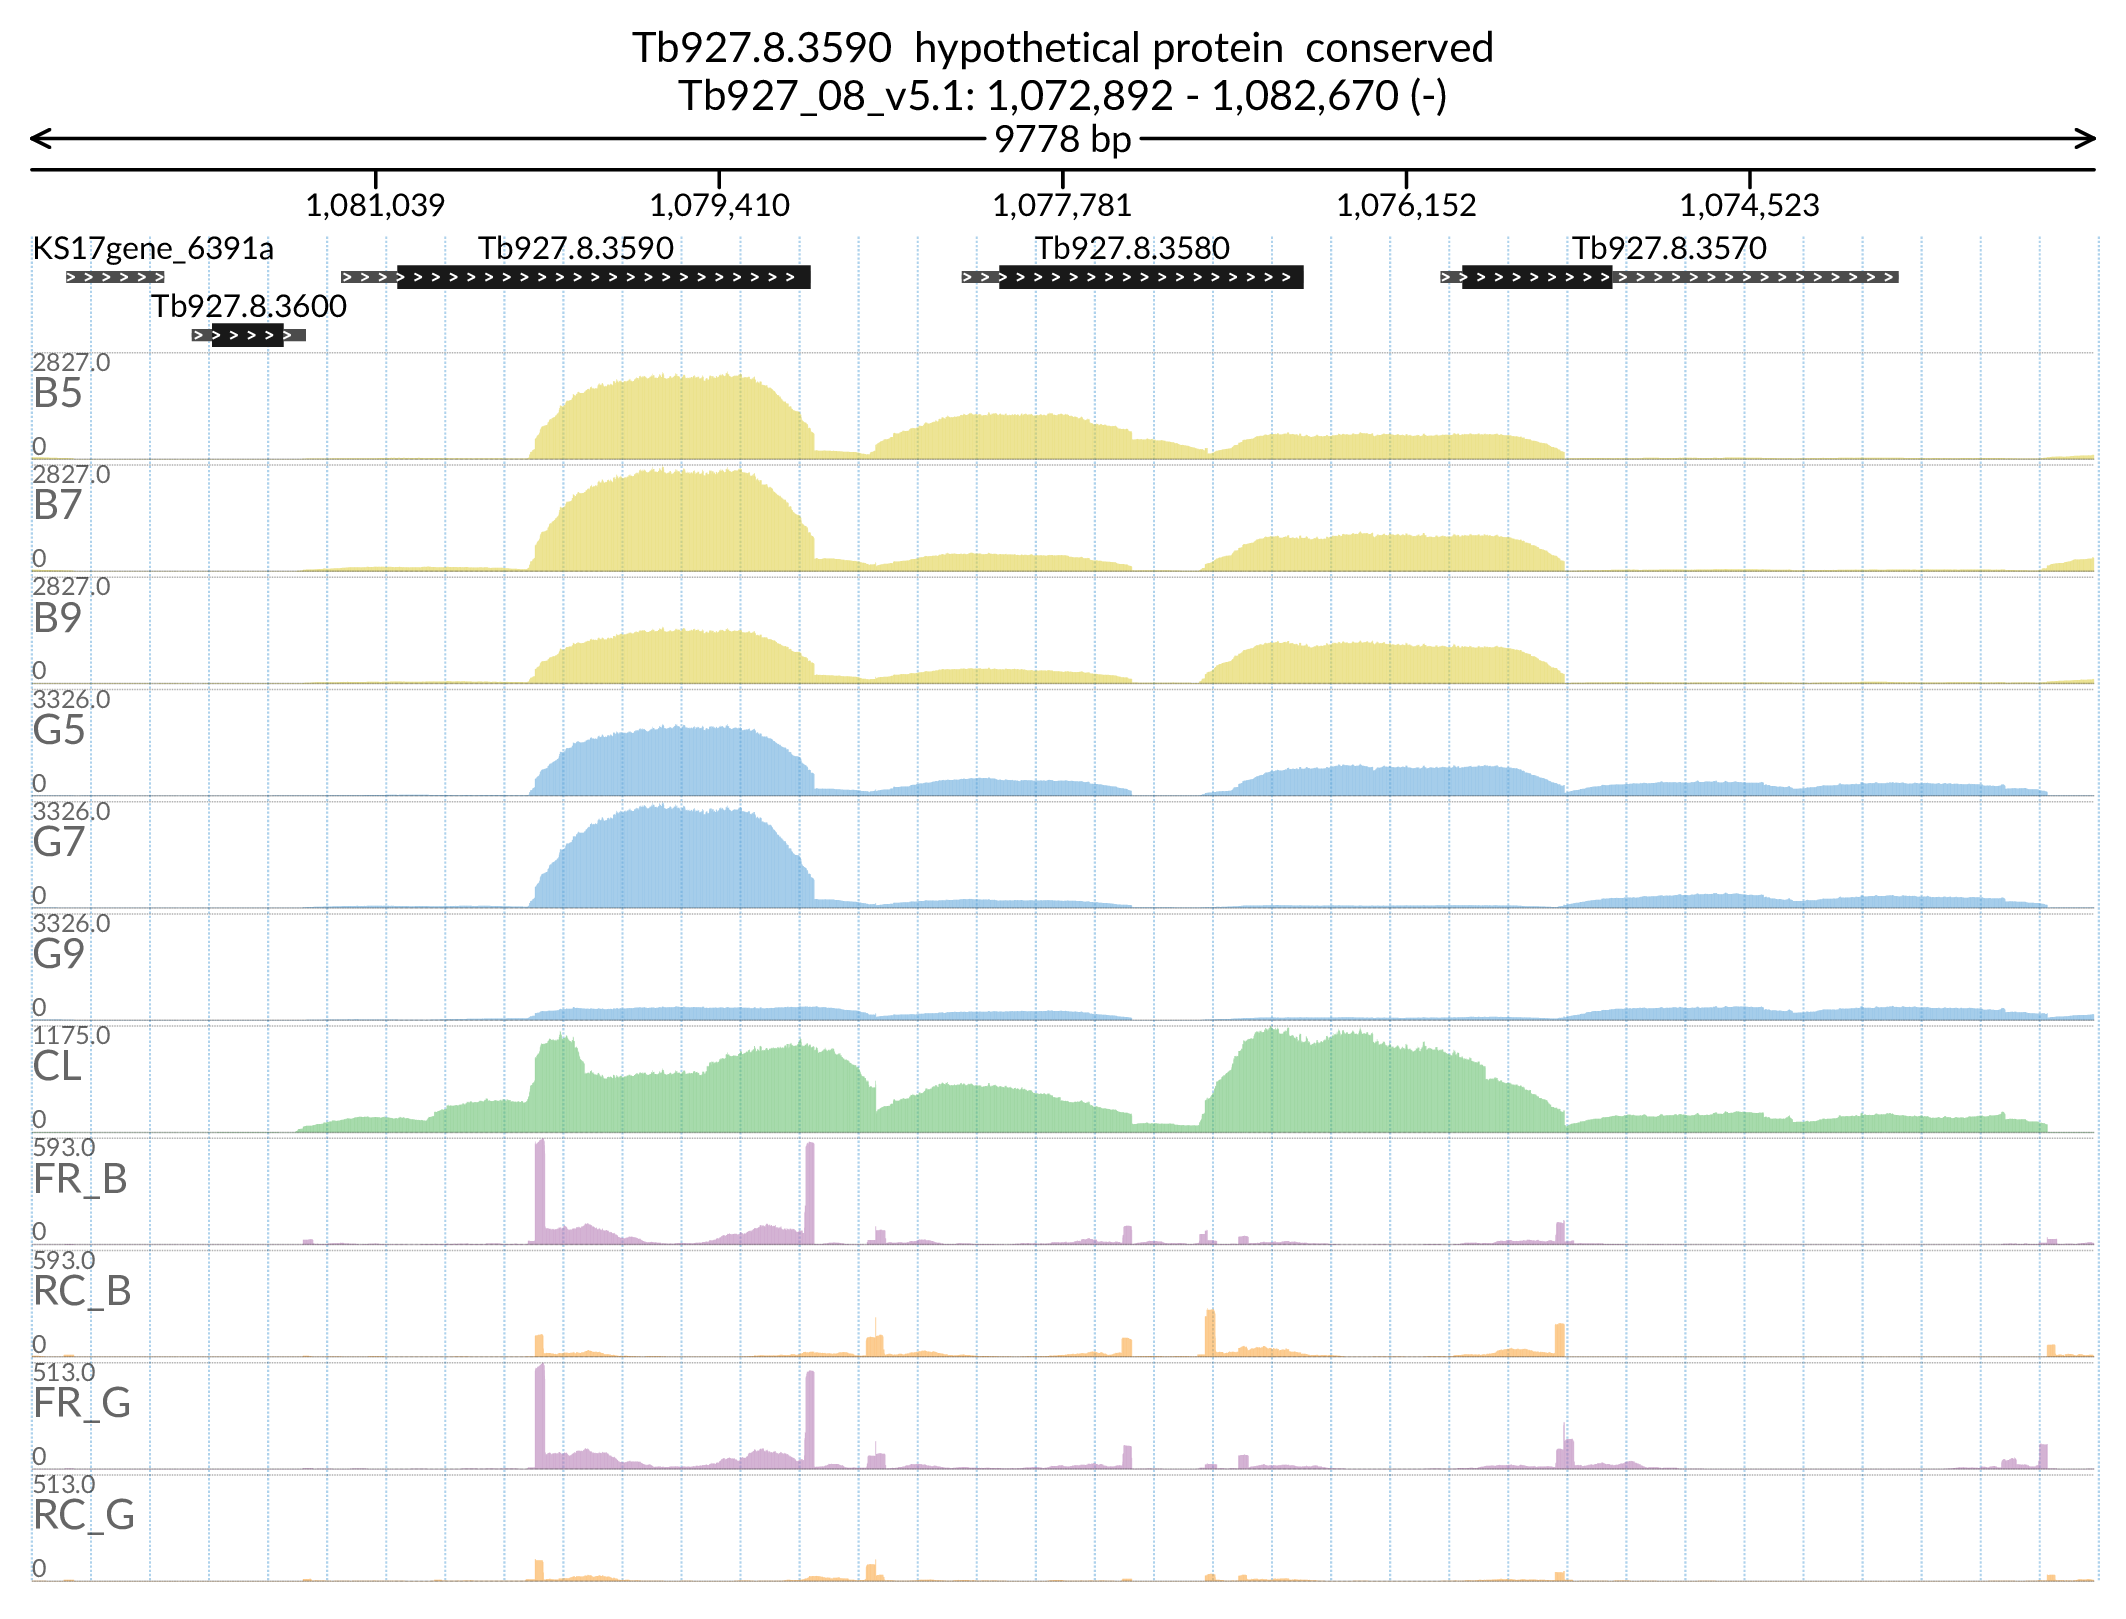 Tb927.8.3590 hypothetical protein conserved
Tb927_08_v5.1: 1,072,892 - 1,082,670 (-)
9778 bp
1,081,039 1,079,410 1,077,781 1,076,152 1,074,523
KS17gene_6391a Tb927.8.3590 Tb927.8.3580 Tb927.8.3570
Tb927.8.3600
2827.0
B5
0
2827.0
B7
0
2827.0
B9
0
3326.0
G5
0
3326.0
G7
0
3326.0
G9
0
1175.0
CL
0
593.0
FR_B
0
593.0
RC_B
0
513.0
FR_G
0
513.0
RC_G
0